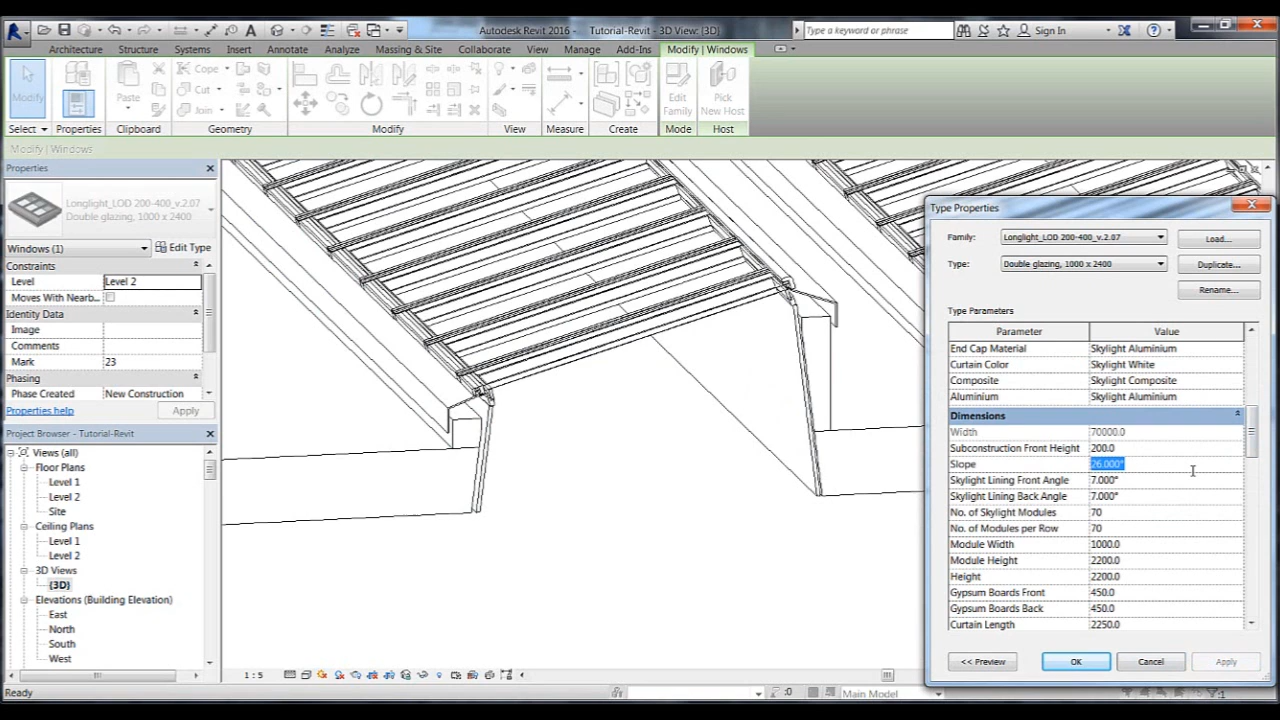 Autodesk Revit 2016 - Tutorial-Revit - 3D View: {3D}
Type a keyword or phrase
Sign In
Architecture Structure Systems Insert Annotate Analyze Massing & Site Collaborate View Manage Add-Ins Modify | Windows
Modify Paste Cope Cut Join Edit Family Pick New Host
Select Properties Clipboard Geometry Modify View Measure Create Mode Host
Modify | Windows
Properties
Longlight_LOD 200-400_v.2.07
Double glazing, 1000 x 2400
Windows (1) Edit Type
Constraints
Level Level 2
Moves With Nearb...
Identity Data
Image
Comments
Mark 23
Phasing
Phase Created New Construction
Properties help Apply
Project Browser - Tutorial-Revit
Views (all)
Floor Plans
Level 1
Level 2
Site
Ceiling Plans
Level 1
Level 2
3D Views
{3D}
Elevations (Building Elevation)
East
North
South
West
1 : 5
Ready
:0
Main Model
:1
Type Properties
Family: Longlight_LOD 200-400_v.2.07 Load...
Type: Double glazing, 1000 x 2400 Duplicate...
Rename...
Type Parameters
Parameter Value
End Cap Material Skylight Aluminium
Curtain Color Skylight White
Composite Skylight Composite
Aluminium Skylight Aluminium
Dimensions
Width 70000.0
Subconstruction Front Height 200.0
Slope 26.000°
Skylight Lining Front Angle 7.000°
Skylight Lining Back Angle 7.000°
No. of Skylight Modules 70
No. of Modules per Row 70
Module Width 1000.0
Module Height 2200.0
Height 2200.0
Gypsum Boards Front 450.0
Gypsum Boards Back 450.0
Curtain Length 2250.0
<< Preview OK Cancel Apply